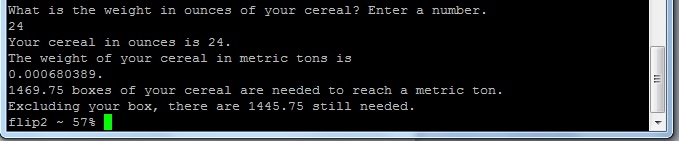 What is the weight in ounces of your cereal? Enter a number.
24
Your cereal in ounces is 24.
The weight of your cereal in metric tons is
0.000680389.
1469.75 boxes of your cereal are needed to reach a metric ton.
Excluding your box, there are 1445.75 still needed.
flip2 ~ 57%